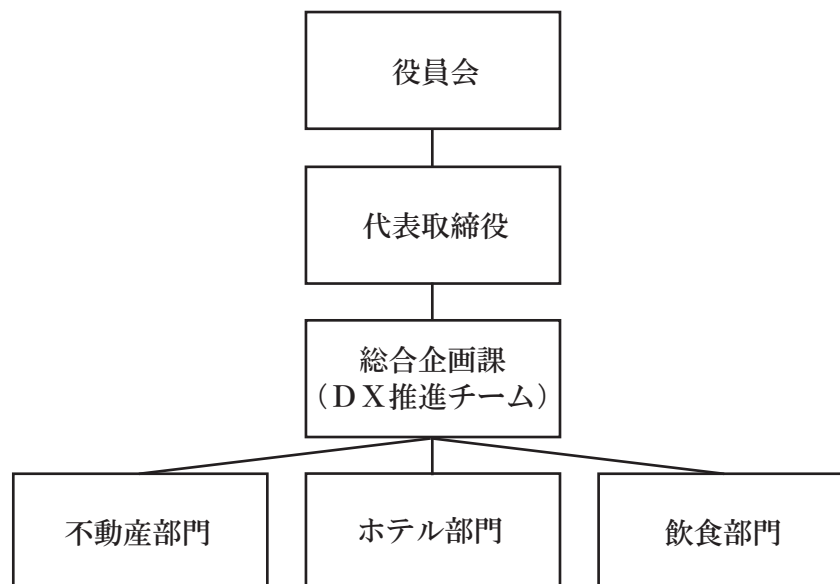 役員会
代表取締役
総合企画課
（ＤＸ推進チーム）
不動産部門
ホテル部門
飲食部門